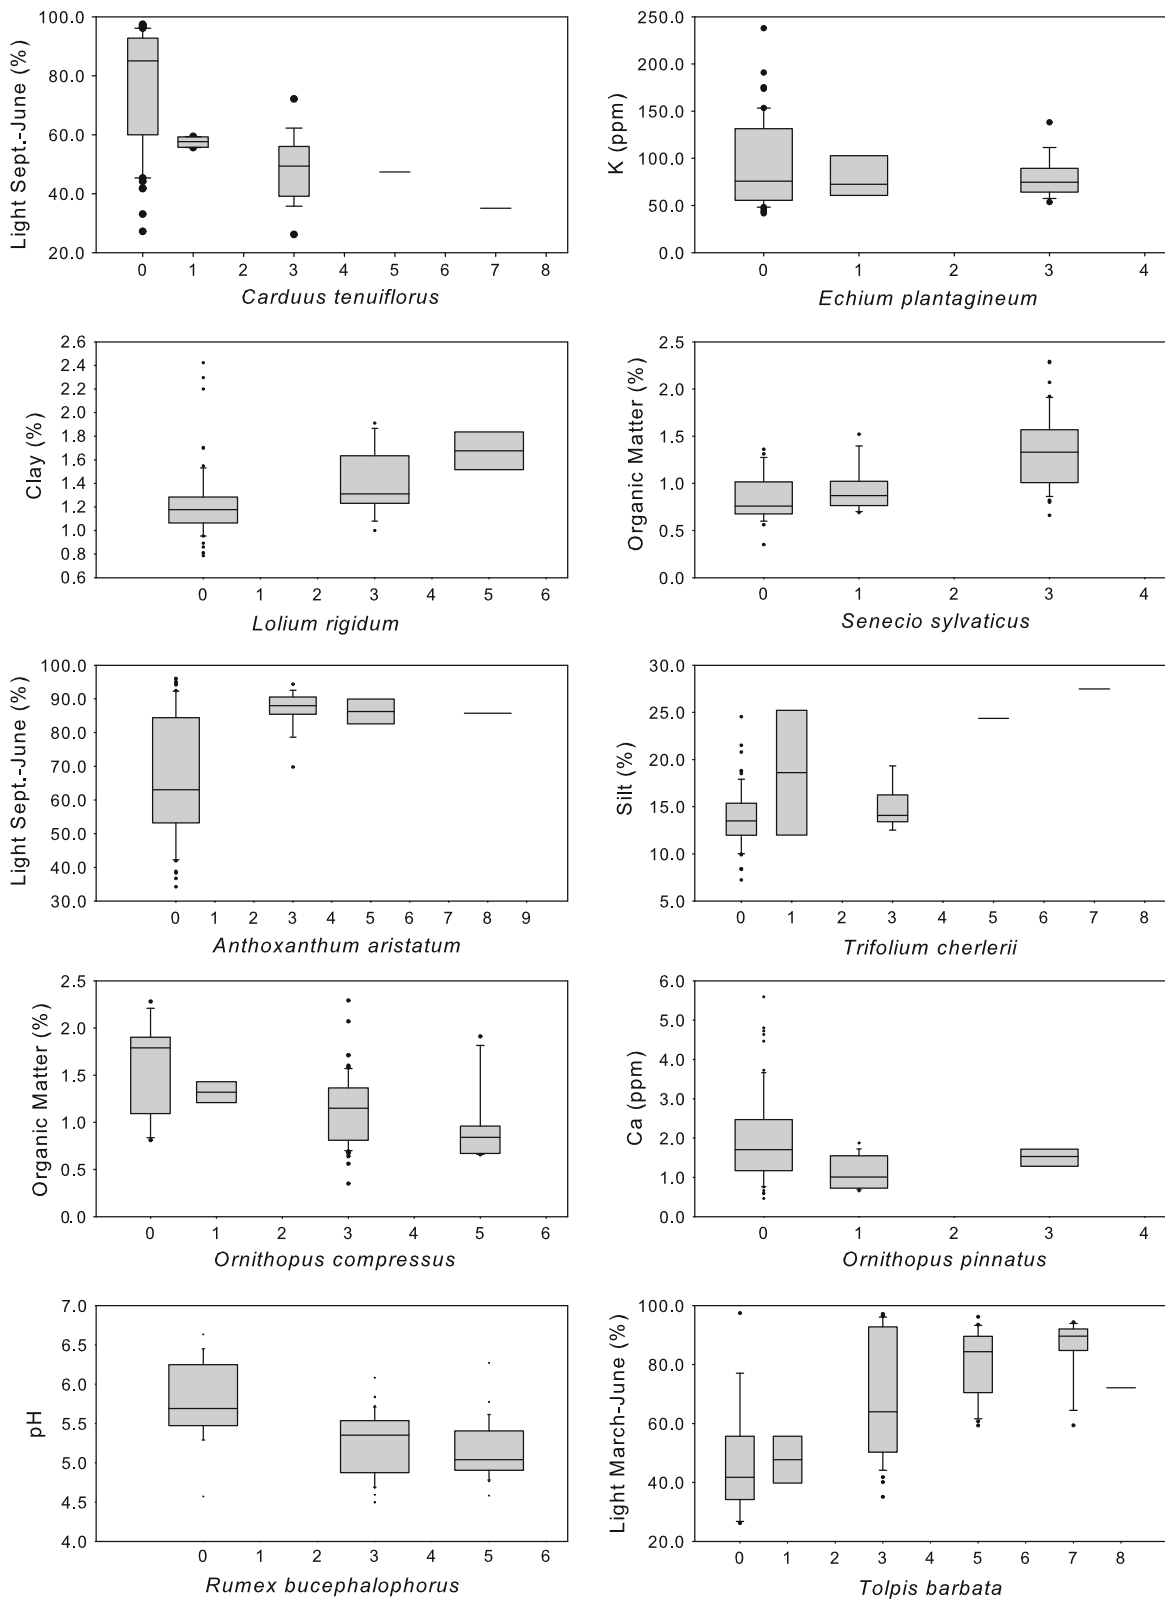 Light Sept.-June (%)
100.0
80.0
60.0
40.0
20.0
0 1 2 3 4 5 6 7 8
Carduus tenuiflorus
K (ppm)
250.0
200.0
150.0
100.0
50.0
0.0
0 1 2 3 4
Echium plantagineum
Clay (%)
2.6
2.4
2.2
2.0
1.8
1.6
1.4
1.2
1.0
0.8
0.6
0 1 2 3 4 5 6
Lolium rigidum
Organic Matter (%)
2.5
2.0
1.5
1.0
0.5
0.0
0 1 2 3 4
Senecio sylvaticus
Light Sept.-June (%)
100.0
90.0
80.0
70.0
60.0
50.0
40.0
30.0
0 1 2 3 4 5 6 7 8 9
Anthoxanthum aristatum
Silt (%)
30.0
25.0
20.0
15.0
10.0
5.0
0 1 2 3 4 5 6 7 8
Trifolium cherlerii
Organic Matter (%)
2.5
2.0
1.5
1.0
0.5
0.0
0 1 2 3 4 5 6
Ornithopus compressus
Ca (ppm)
6.0
5.0
4.0
3.0
2.0
1.0
0.0
0 1 2 3 4
Ornithopus pinnatus
pH
7.0
6.5
6.0
5.5
5.0
4.5
4.0
0 1 2 3 4 5 6
Rumex bucephalophorus
Light March-June (%)
100.0
80.0
60.0
40.0
20.0
0 1 2 3 4 5 6 7 8
Tolpis barbata